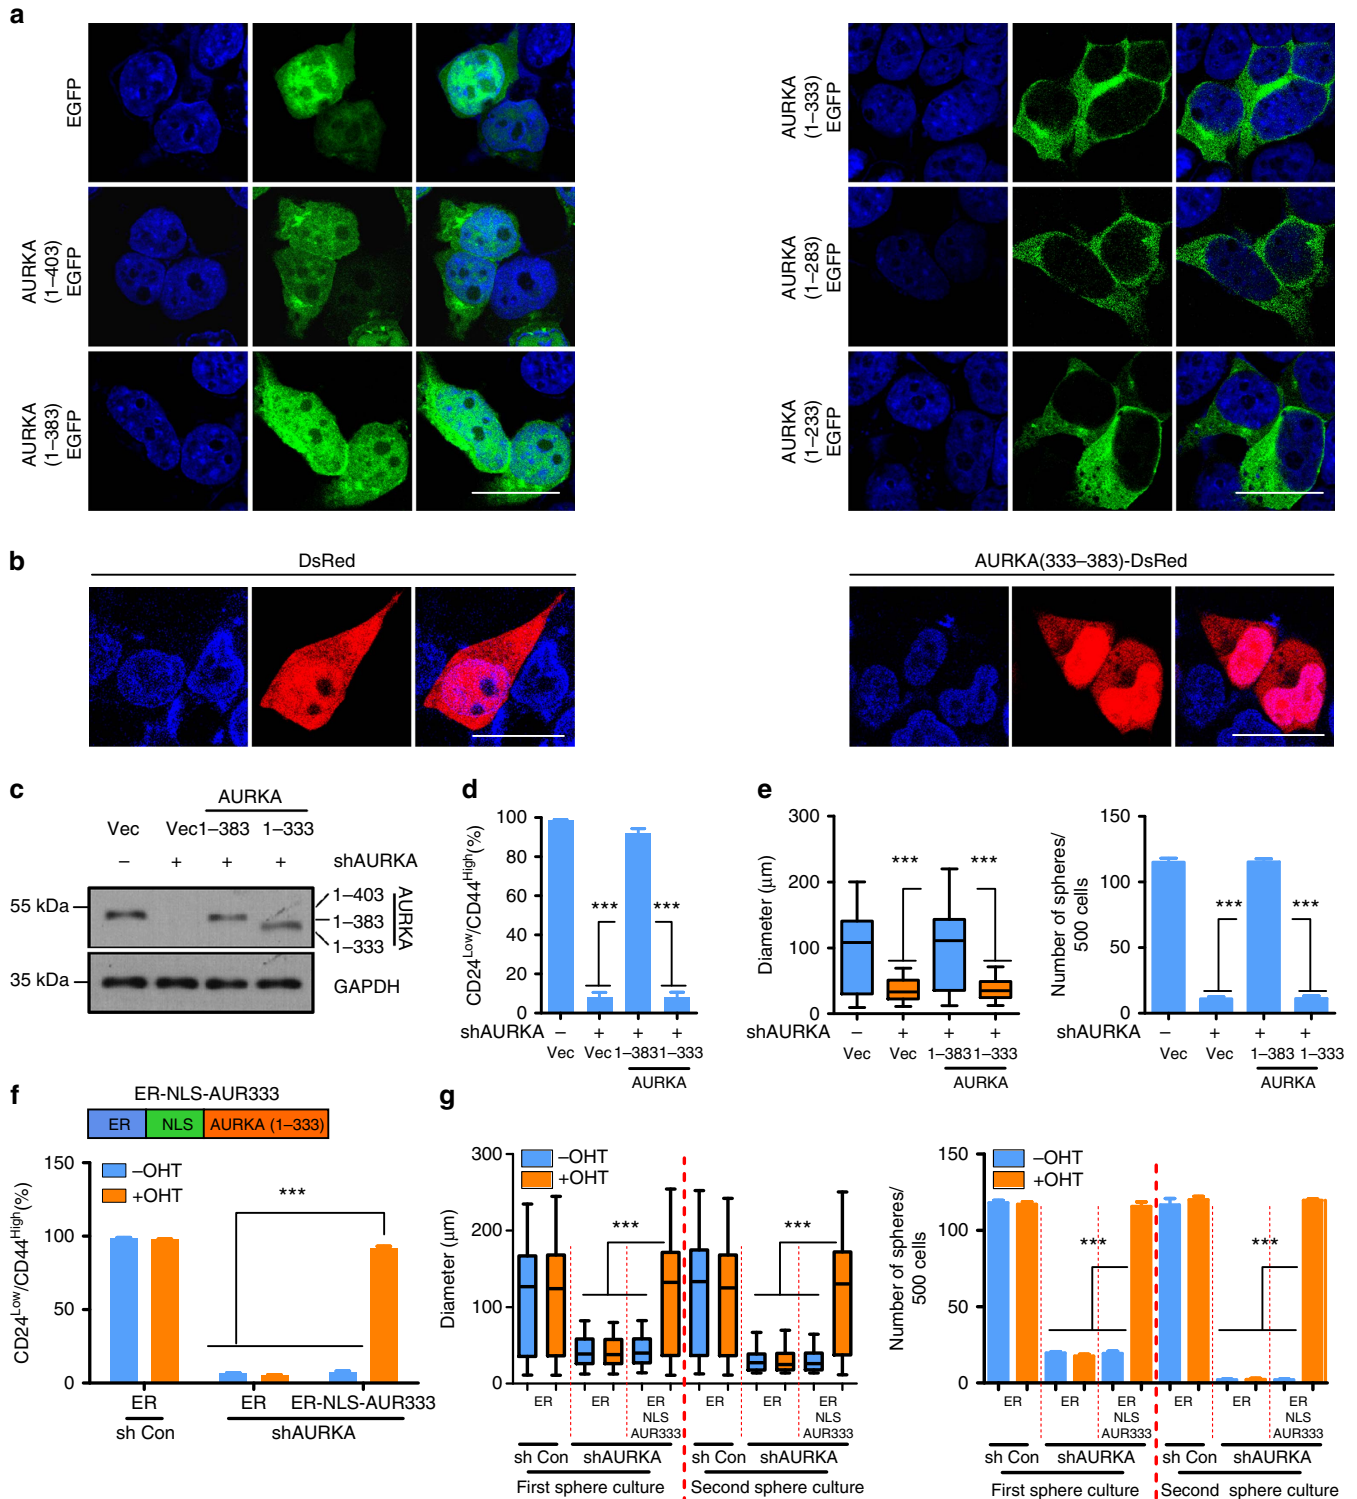 a
EGFP
AURKA
(1–403)
EGFP
AURKA
(1–383)
EGFP
AURKA
(1–333)
EGFP
AURKA
(1–283)
EGFP
AURKA
(1–233)
EGFP
b
DsRed
AURKA(333–383)-DsRed
c
AURKA
Vec Vec 1–383 1–333
– + + + shAURKA
55 kDa
35 kDa
1–403
1–383
1–333
AURKA
GAPDH
d
CD24Low/CD44High(%)
100
80
60
40
20
0
*** ***
shAURKA – + + +
Vec Vec 1–383 1–333
AURKA
e
Diameter (μm)
300
200
100
0
*** ***
shAURKA – + + +
Vec Vec 1–383 1–333
AURKA
Number of spheres/
500 cells
150
100
50
0
*** ***
shAURKA – + + +
Vec Vec 1–383 1–333
AURKA
f
ER-NLS-AUR333
ER NLS AURKA (1–333)
CD24Low/CD44High(%)
150
100
50
0
–OHT
+OHT
***
ER ER ER-NLS-AUR333
sh Con shAURKA
g
Diameter (μm)
300
200
100
0
–OHT
+OHT
*** ***
ER ER ER
NLS
AUR333
ER ER ER
NLS
AUR333
sh Con shAURKA sh Con shAURKA
First sphere culture Second sphere culture
Number of spheres/
500 cells
150
100
50
0
–OHT
+OHT
*** ***
ER ER ER
NLS
AUR333
ER ER ER
NLS
AUR333
sh Con shAURKA sh Con shAURKA
First sphere culture Second sphere culture